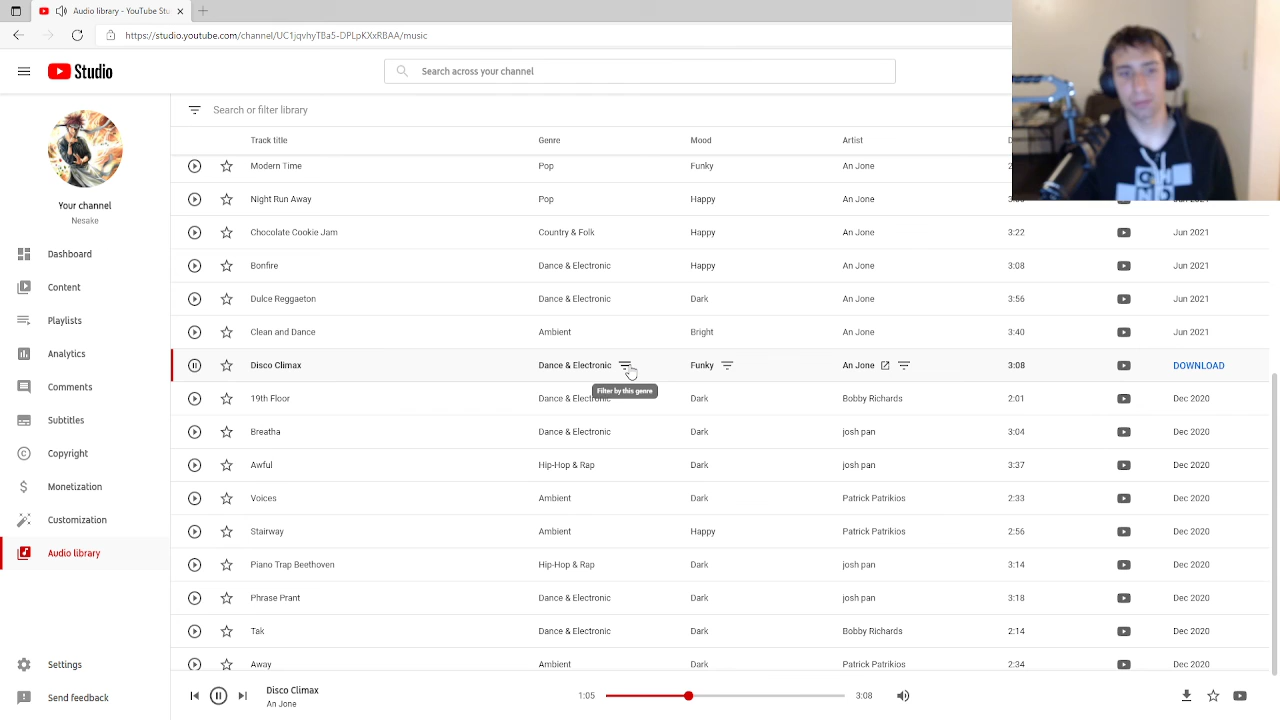 Audio library - YouTube Studio
https://studio.youtube.com/channel/UC1jqvhyTBa5-DPLpKXxRBAA/music
Studio
Search across your channel
Your channel
Nesake
Dashboard
Content
Playlists
Analytics
Comments
Subtitles
Copyright
Monetization
Customization
Audio library
Settings
Send feedback
Search or filter library
Track title Genre Mood Artist
Modern Time Pop Funky An Jone
Night Run Away Pop Happy An Jone
Chocolate Cookie Jam Country & Folk Happy An Jone 3:22 Jun 2021
Bonfire Dance & Electronic Happy An Jone 3:08 Jun 2021
Dulce Reggaeton Dance & Electronic Dark An Jone 3:56 Jun 2021
Clean and Dance Ambient Bright An Jone 3:40 Jun 2021
Disco Climax Dance & Electronic Funky An Jone 3:08 DOWNLOAD
Filter by this genre
19th Floor Dance & Electronic Dark Bobby Richards 2:01 Dec 2020
Breatha Dance & Electronic Dark josh pan 3:04 Dec 2020
Awful Hip-Hop & Rap Dark josh pan 3:37 Dec 2020
Voices Ambient Dark Patrick Patrikios 2:33 Dec 2020
Stairway Ambient Happy Patrick Patrikios 2:56 Dec 2020
Piano Trap Beethoven Hip-Hop & Rap Dark josh pan 3:14 Dec 2020
Phrase Prant Dance & Electronic Dark josh pan 3:18 Dec 2020
Tak Dance & Electronic Dark Bobby Richards 2:14 Dec 2020
Away Ambient Dark Patrick Patrikios 2:34 Dec 2020
Disco Climax
An Jone
1:05 3:08